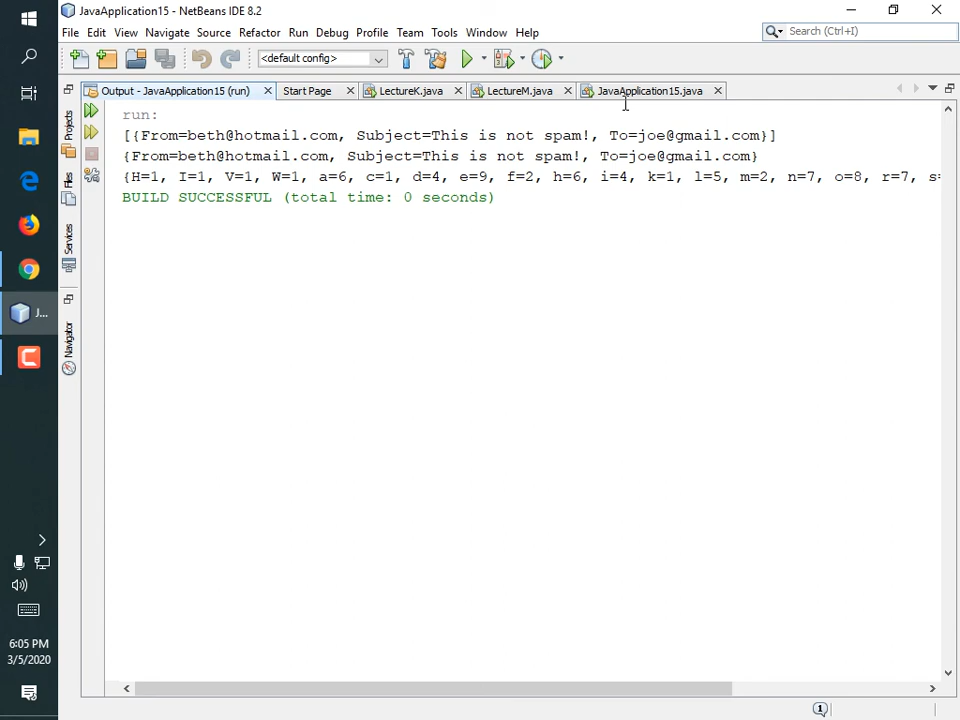 JavaApplication15 - NetBeans IDE 8.2
File Edit View Navigate Source Refactor Run Debug Profile Team Tools Window Help
Search (Ctrl+I)
<default config>
Output - JavaApplication15 (run) Start Page LectureK.java LectureM.java JavaApplication15.java
Projects
Files
Services
Navigator
run:
[{From=beth@hotmail.com, Subject=This is not spam!, To=joe@gmail.com}]
{From=beth@hotmail.com, Subject=This is not spam!, To=joe@gmail.com}
{H=1, I=1, V=1, W=1, a=6, c=1, d=4, e=9, f=2, h=6, i=4, k=1, l=5, m=2, n=7, o=8, r=7, s=
BUILD SUCCESSFUL (total time: 0 seconds)
J...
6:05 PM
3/5/2020
1